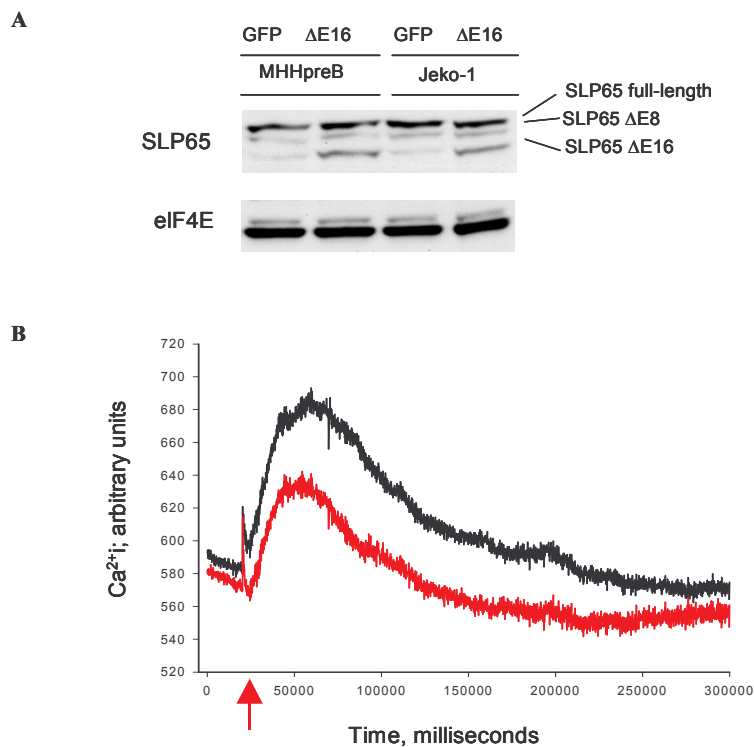 A
GFP ΔE16 GFP ΔE16
MHHpreB Jeko-1
SLP65
SLP65 full-length
SLP65 ΔE8
SLP65 ΔE16
eIF4E
B
Ca2+i; arbitrary units
720
700
680
660
640
620
600
580
560
540
520
0 50000 100000 150000 200000 250000 300000
Time, milliseconds